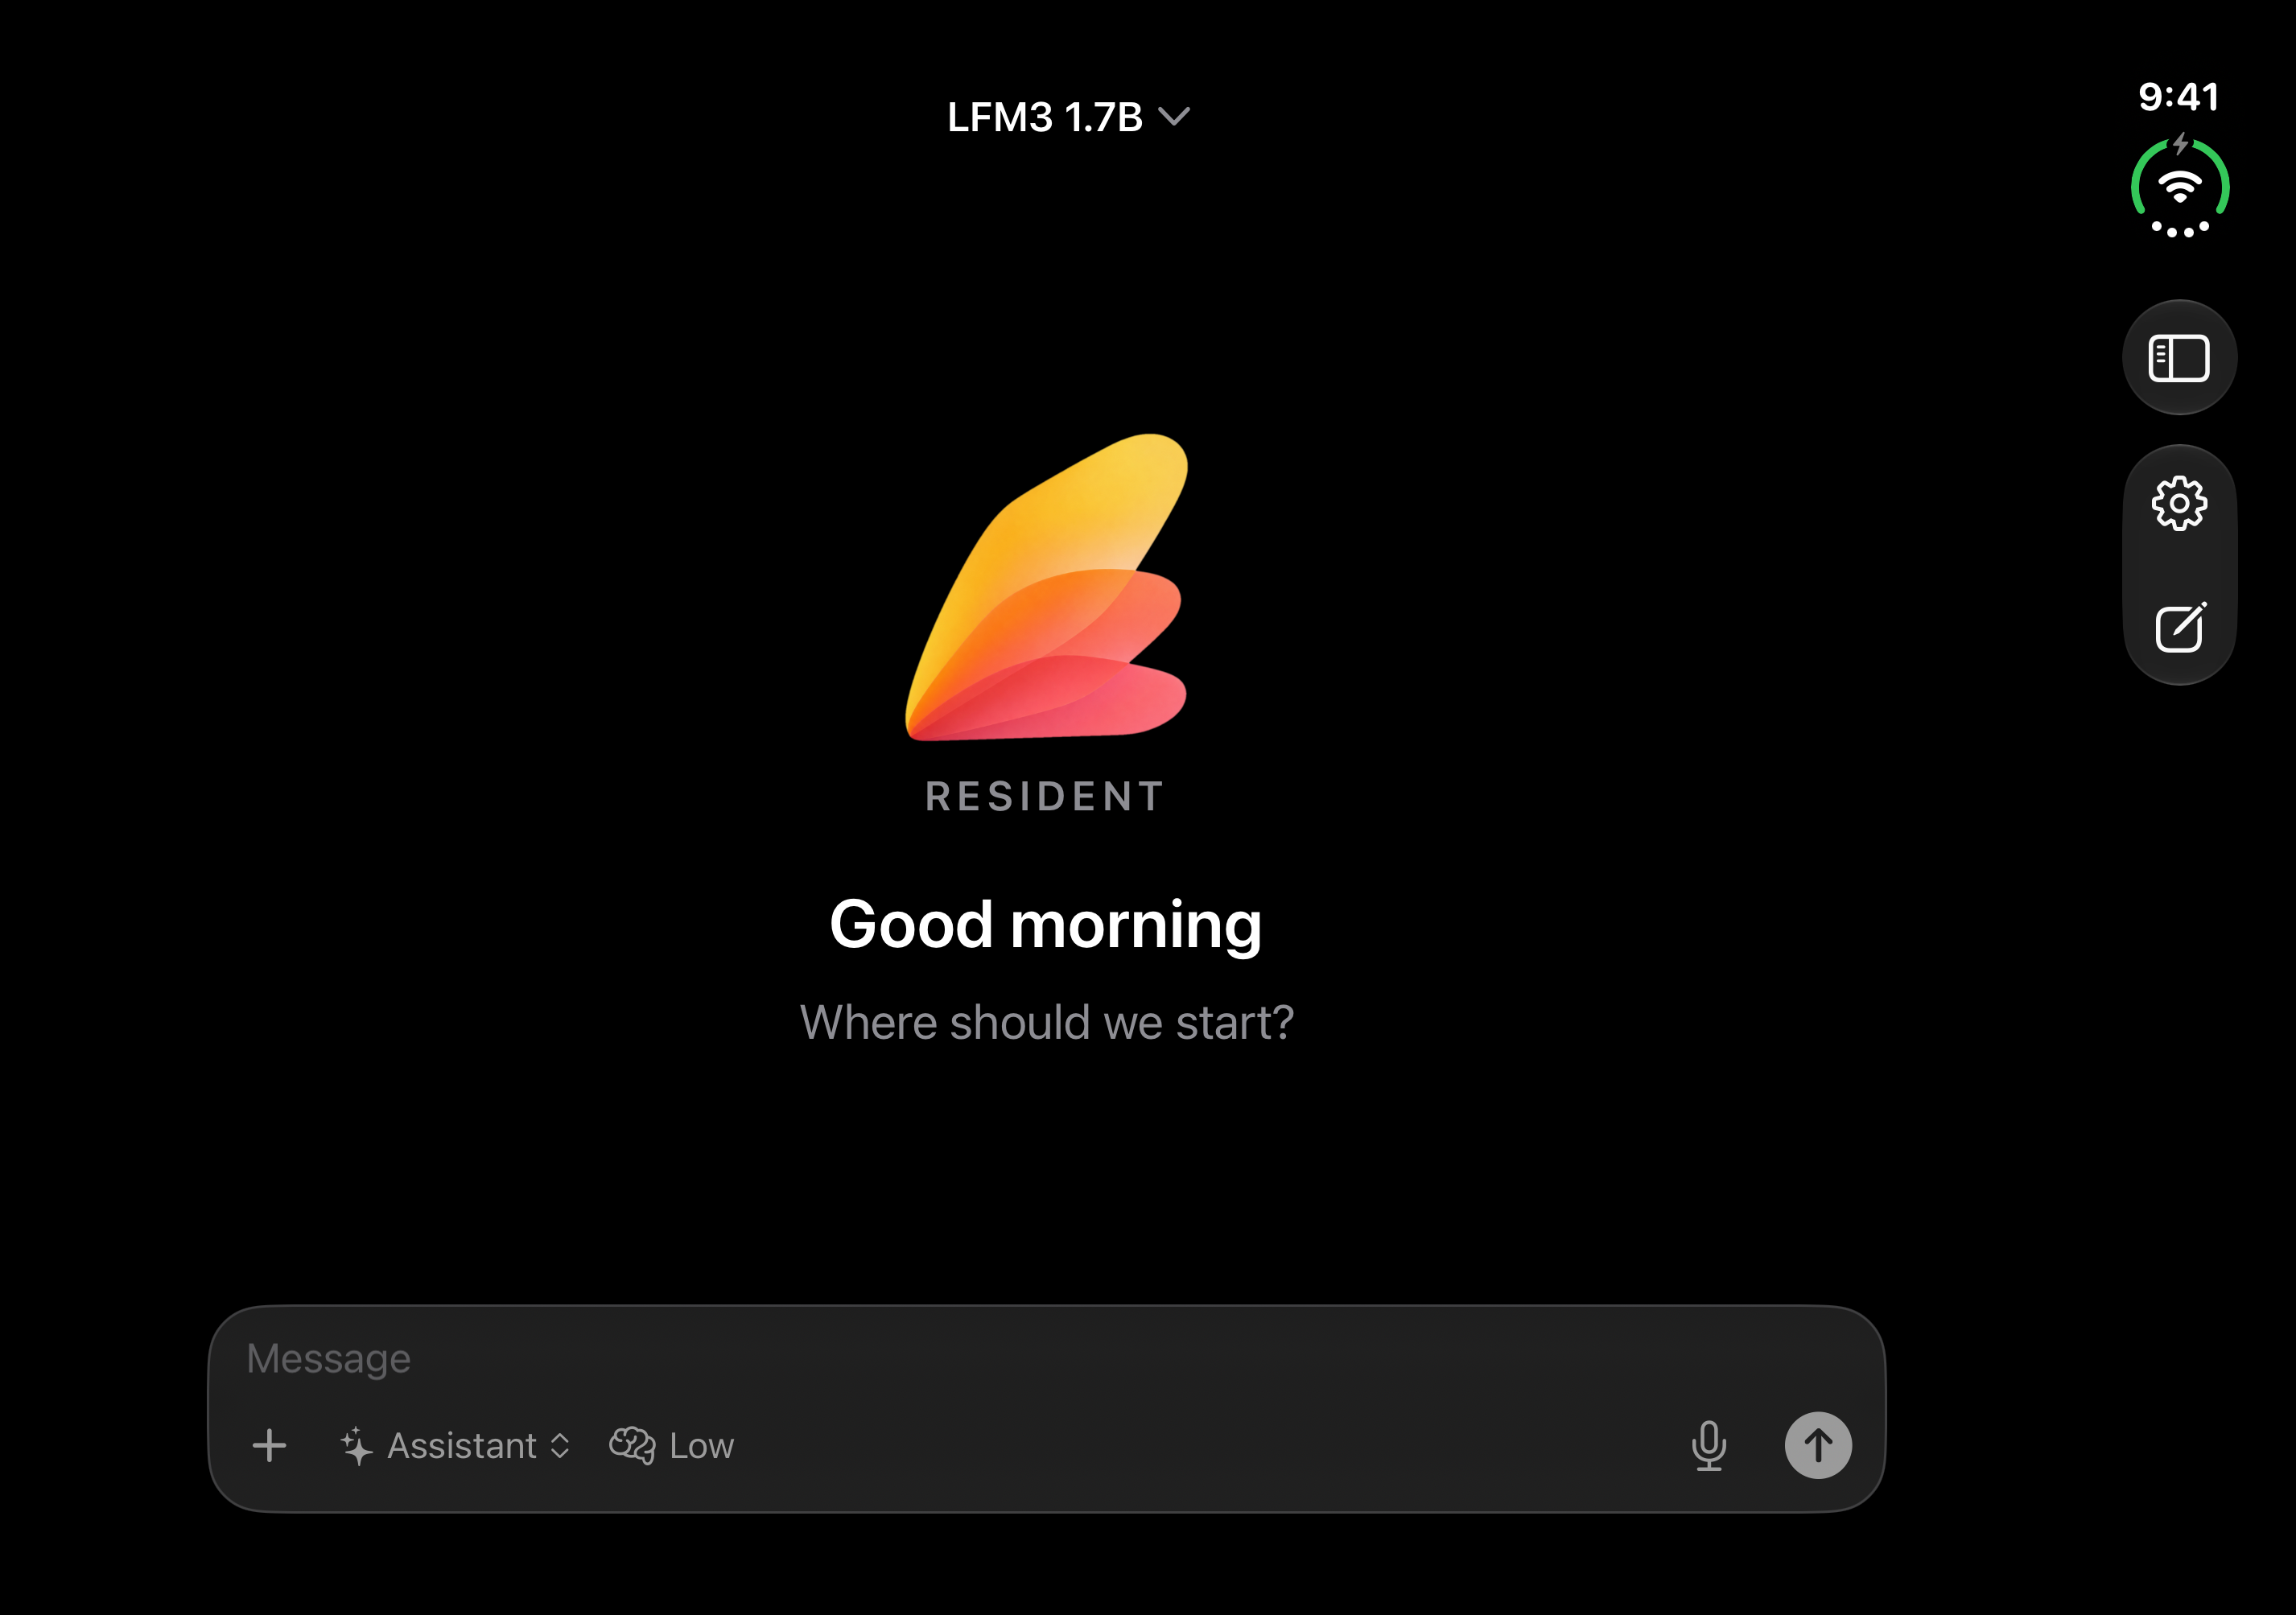 LFM3 1.7B
9:41
RESIDENT
Good morning
Where should we start?
Message
Assistant
Low